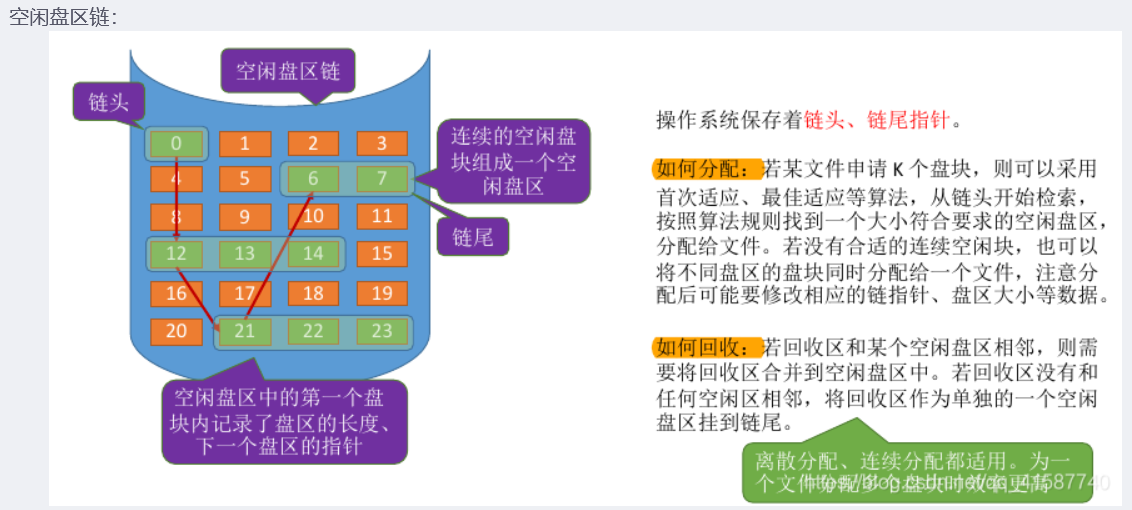 空闲盘区链：
空闲盘区链
链头
0 1 2 3
4 5 6 7
8 9 10 11
12 13 14 15
16 17 18 19
20 21 22 23
连续的空闲盘
块组成一个空
闲盘区
链尾
空闲盘区中的第一个盘
块内记录了盘区的长度、
下一个盘区的指针
操作系统保存着链头、链尾指针。
如何分配：若某文件申请 K 个盘块，则可以采用
首次适应、最佳适应等算法，从链头开始检索，
按照算法规则找到一个大小符合要求的空闲盘区，
分配给文件。若没有合适的连续空闲块，也可以
将不同盘区的盘块同时分配给一个文件，注意分
配后可能要修改相应的链指针、盘区大小等数据。
如何回收：若回收区和某个空闲盘区相邻，则需
要将回收区合并到空闲盘区中。若回收区没有和
任何空闲区相邻，将回收区作为单独的一个空闲
盘区挂到链尾。
离散分配、连续分配都适用。为一
个文件分配多个盘块时效率更高